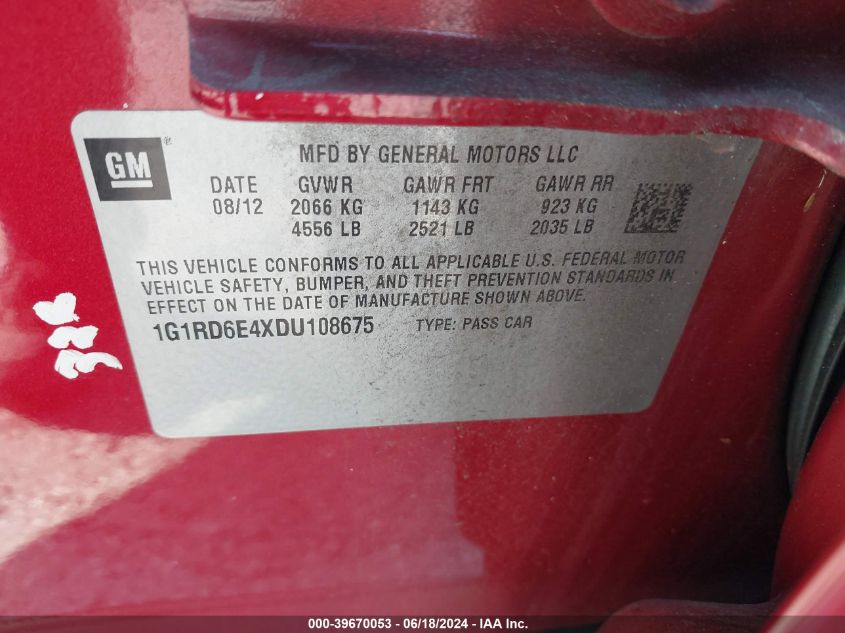 GM ®
MFD BY GENERAL MOTORS LLC
DATE GVWR GAWR FRT GAWR RR
08/12 2066 KG 1143 KG 923 KG
4556 LB 2521 LB 2035 LB
THIS VEHICLE CONFORMS TO ALL APPLICABLE U.S. FEDERAL MOTOR
VEHICLE SAFETY, BUMPER, AND THEFT PREVENTION STANDARDS IN
EFFECT ON THE DATE OF MANUFACTURE SHOWN ABOVE.
1G1RD6E4XDU108675 TYPE: PASS CAR
000-39670053 - 06/18/2024 - IAA Inc.